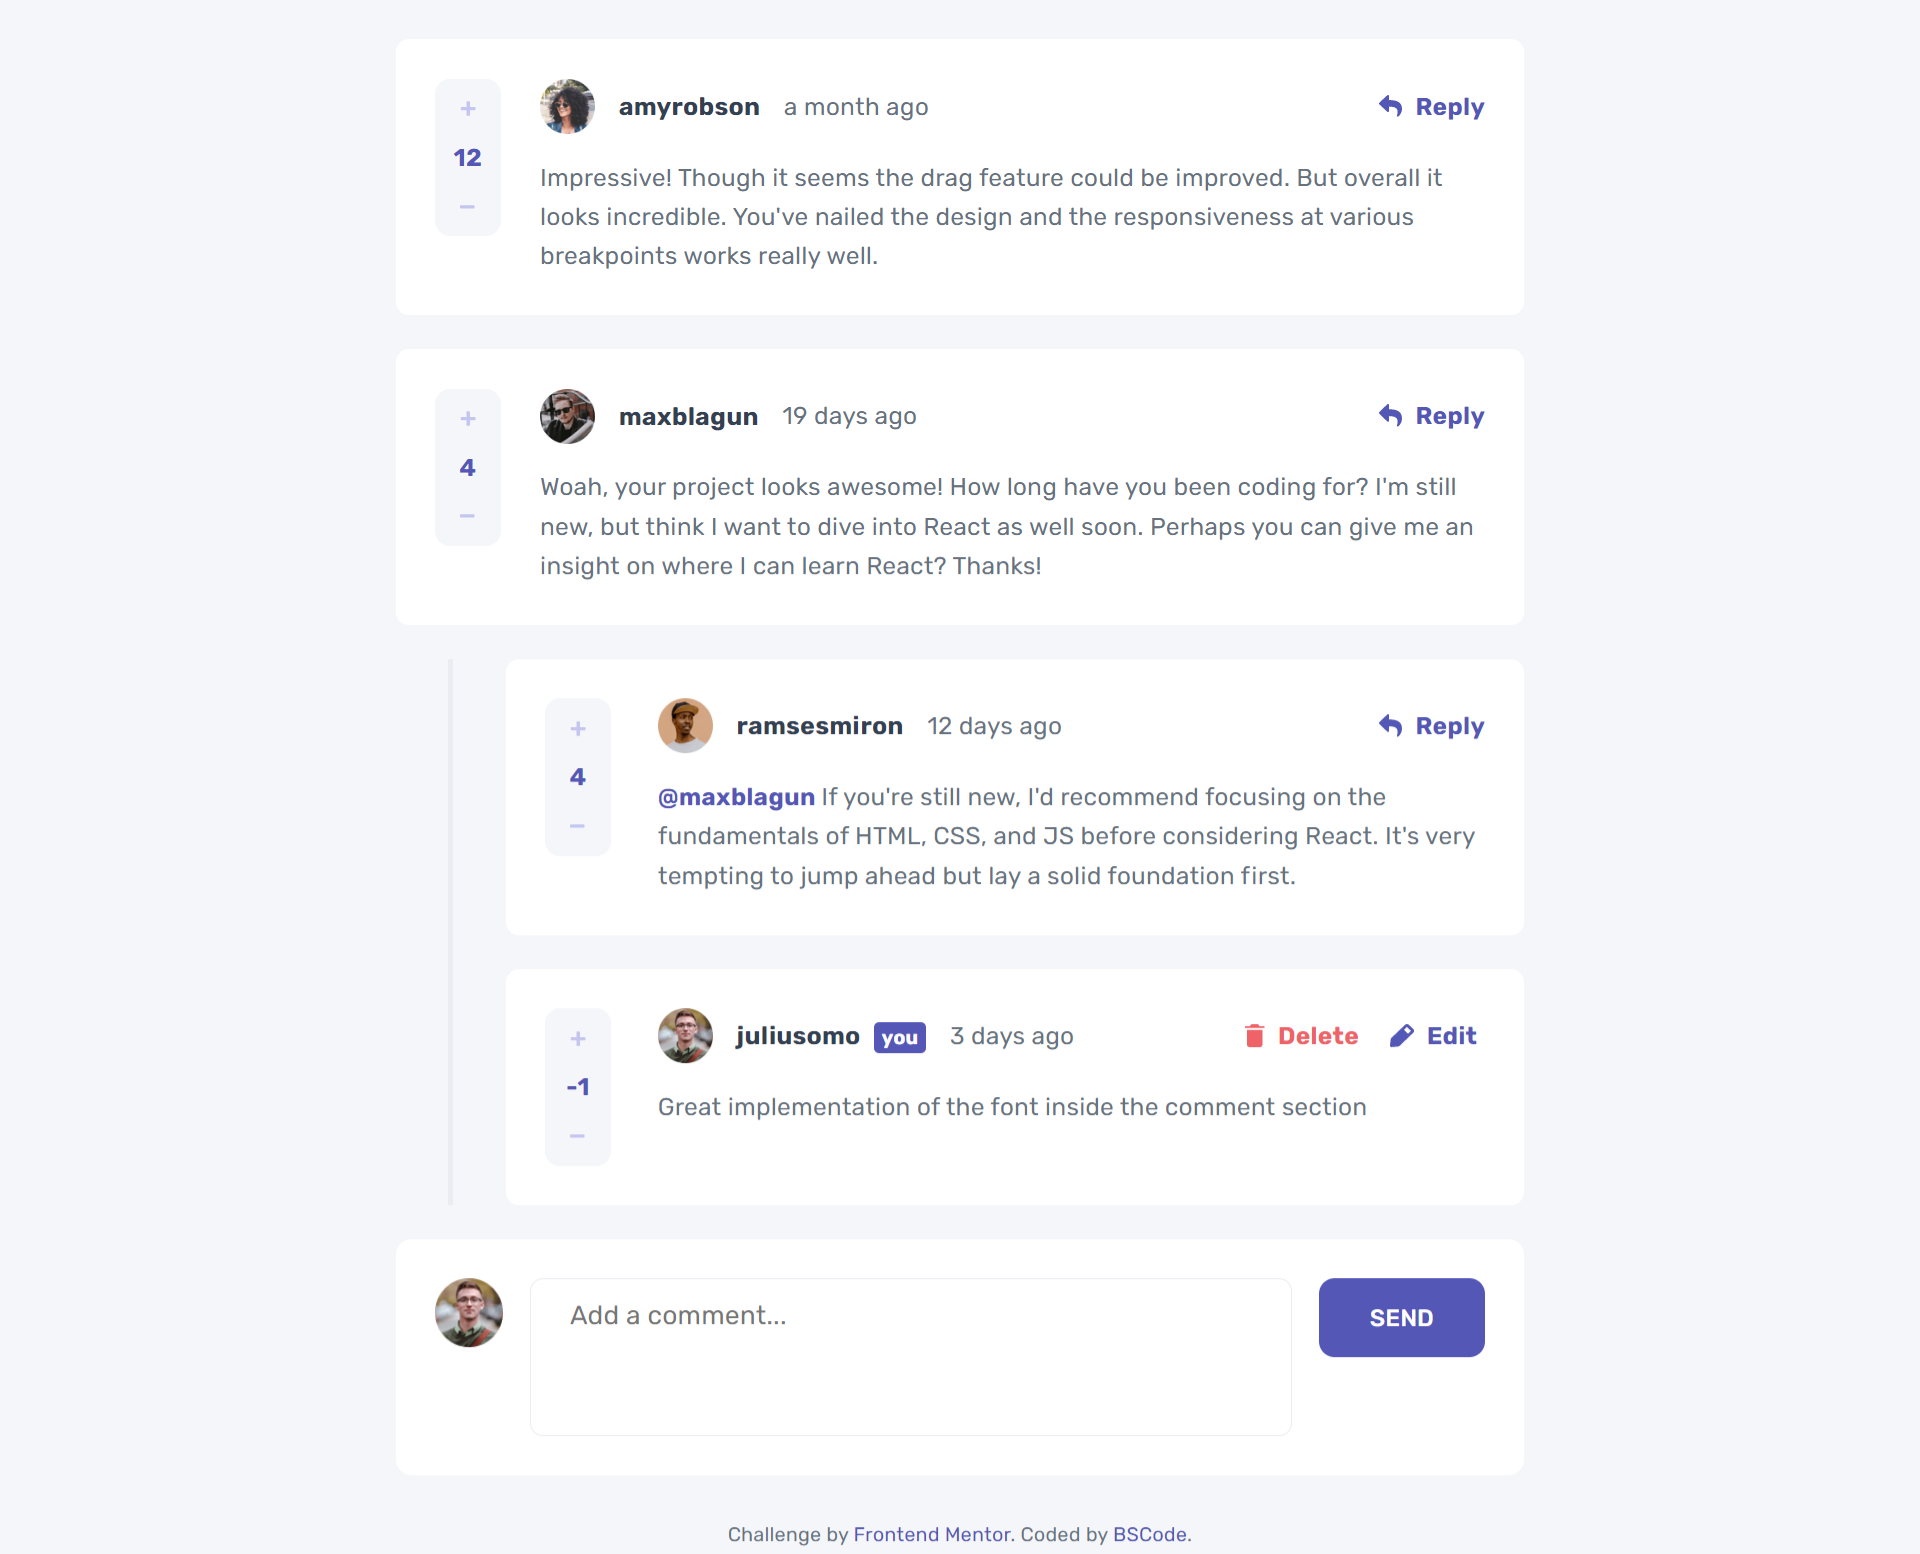 +
12
−
amyrobson a month ago
Reply
Impressive! Though it seems the drag feature could be improved. But overall it
looks incredible. You've nailed the design and the responsiveness at various
breakpoints works really well.
+
4
−
maxblagun 19 days ago
Reply
Woah, your project looks awesome! How long have you been coding for? I'm still
new, but think I want to dive into React as well soon. Perhaps you can give me an
insight on where I can learn React? Thanks!
+
4
−
ramsesmiron 12 days ago
Reply
@maxblagun If you're still new, I'd recommend focusing on the
fundamentals of HTML, CSS, and JS before considering React. It's very
tempting to jump ahead but lay a solid foundation first.
+
-1
−
juliusomo you 3 days ago
Delete Edit
Great implementation of the font inside the comment section
Add a comment...
SEND
Challenge by Frontend Mentor. Coded by BSCode.